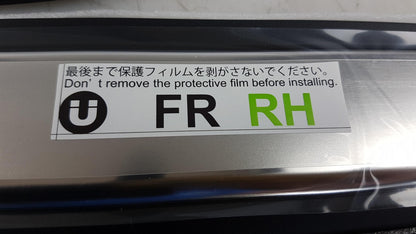 最後まで保護フィルムを剥がさないでください。
Don't remove the protective film before installing.
U FR RH